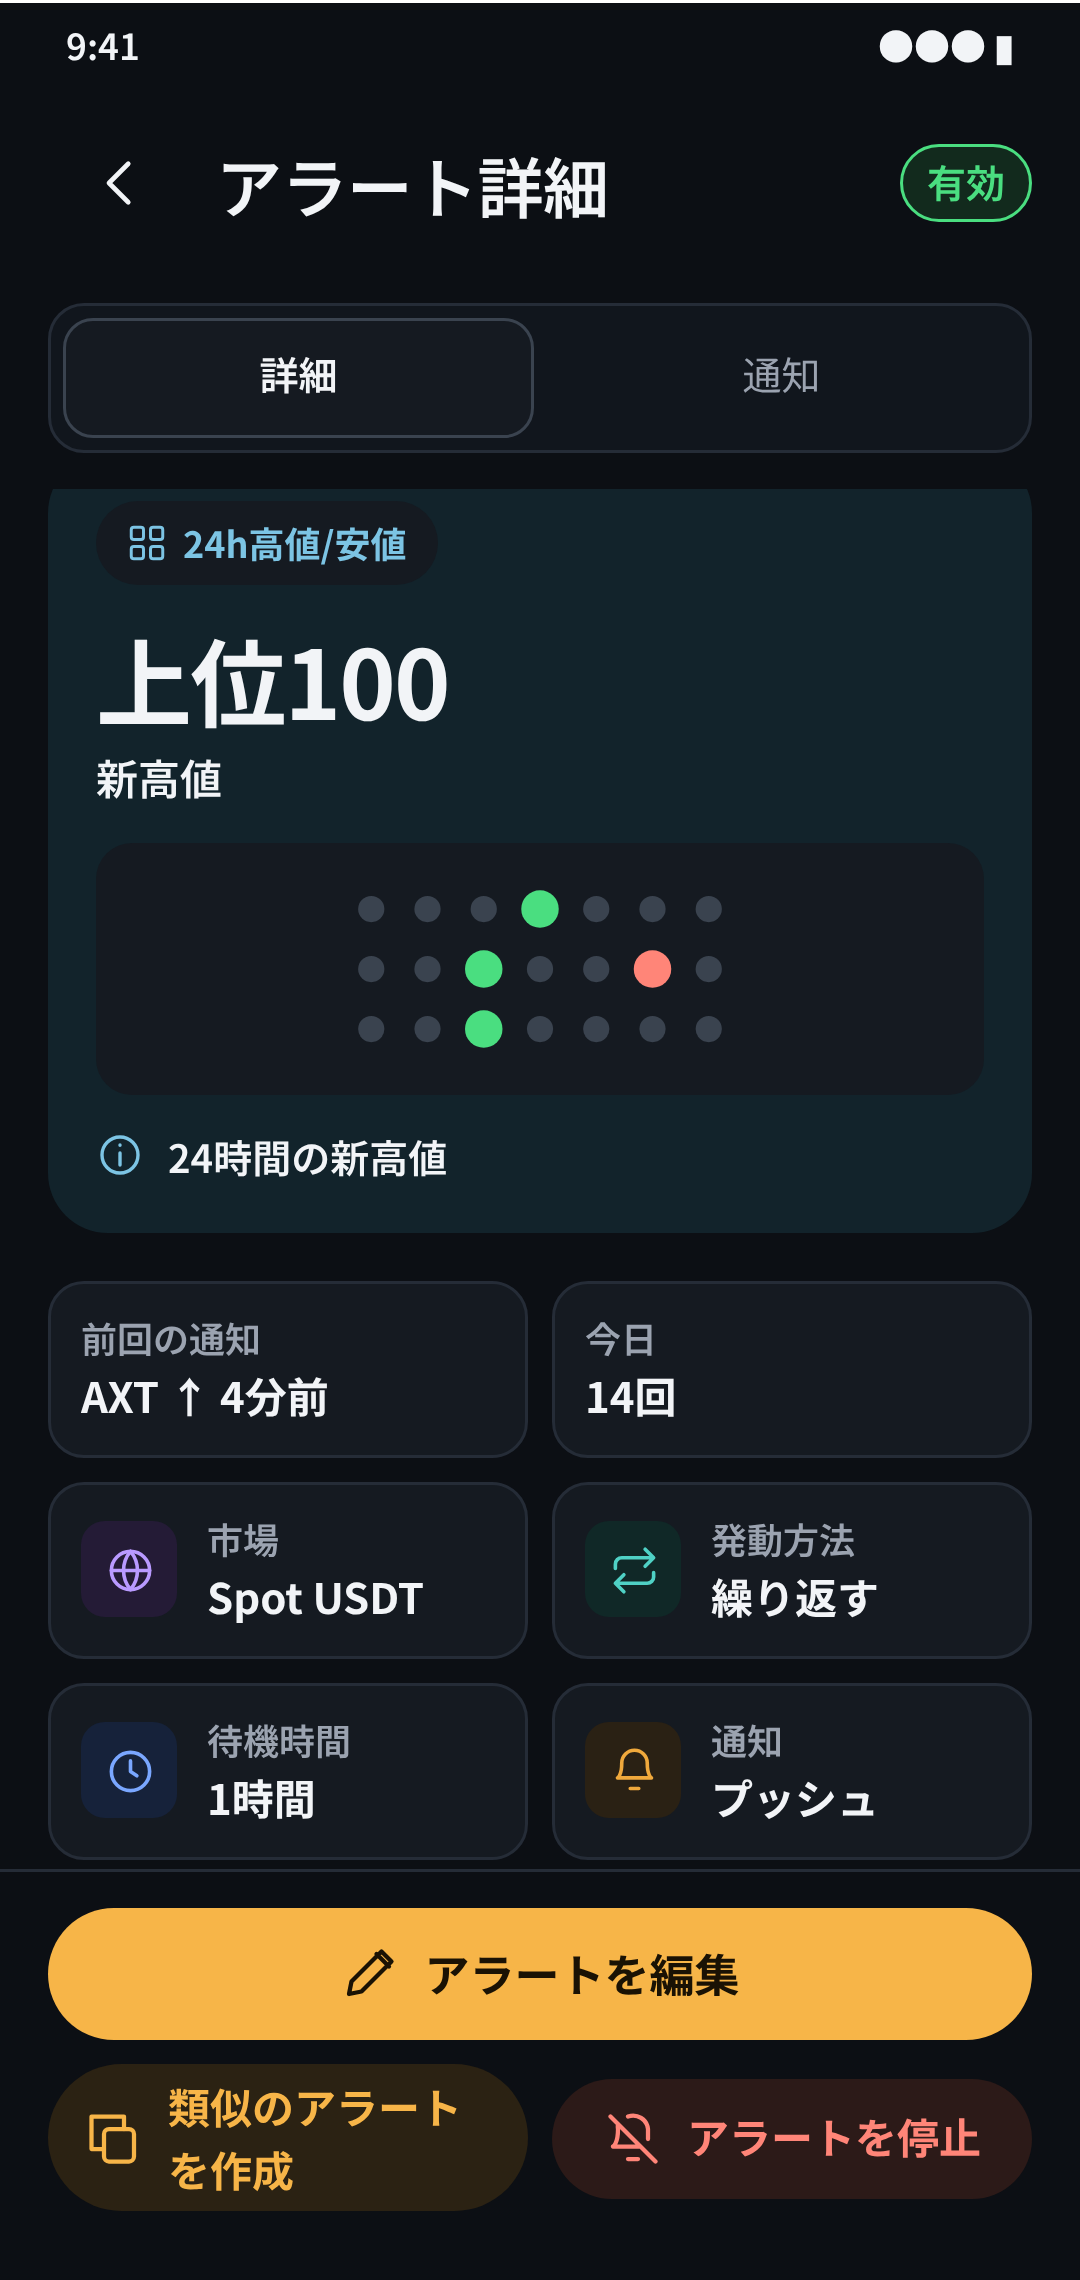 9:41
アラート詳細
有効
詳細
通知
24h高値/安値
上位100
新高値
24時間の新高値
前回の通知
AXT ↑ 4分前
今日
14回
市場
Spot USDT
発動方法
繰り返す
待機時間
1時間
通知
プッシュ
アラートを編集
類似のアラート
を作成
アラートを停止